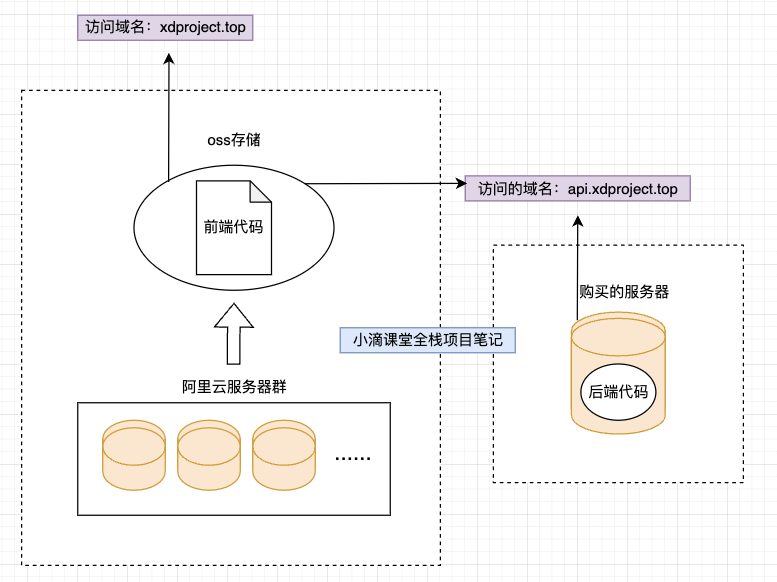 访问域名：xdproject.top
oss存储
访问的域名：api.xdproject.top
前端代码
购买的服务器
小滴课堂全栈项目笔记
阿里云服务器群
后端代码
......